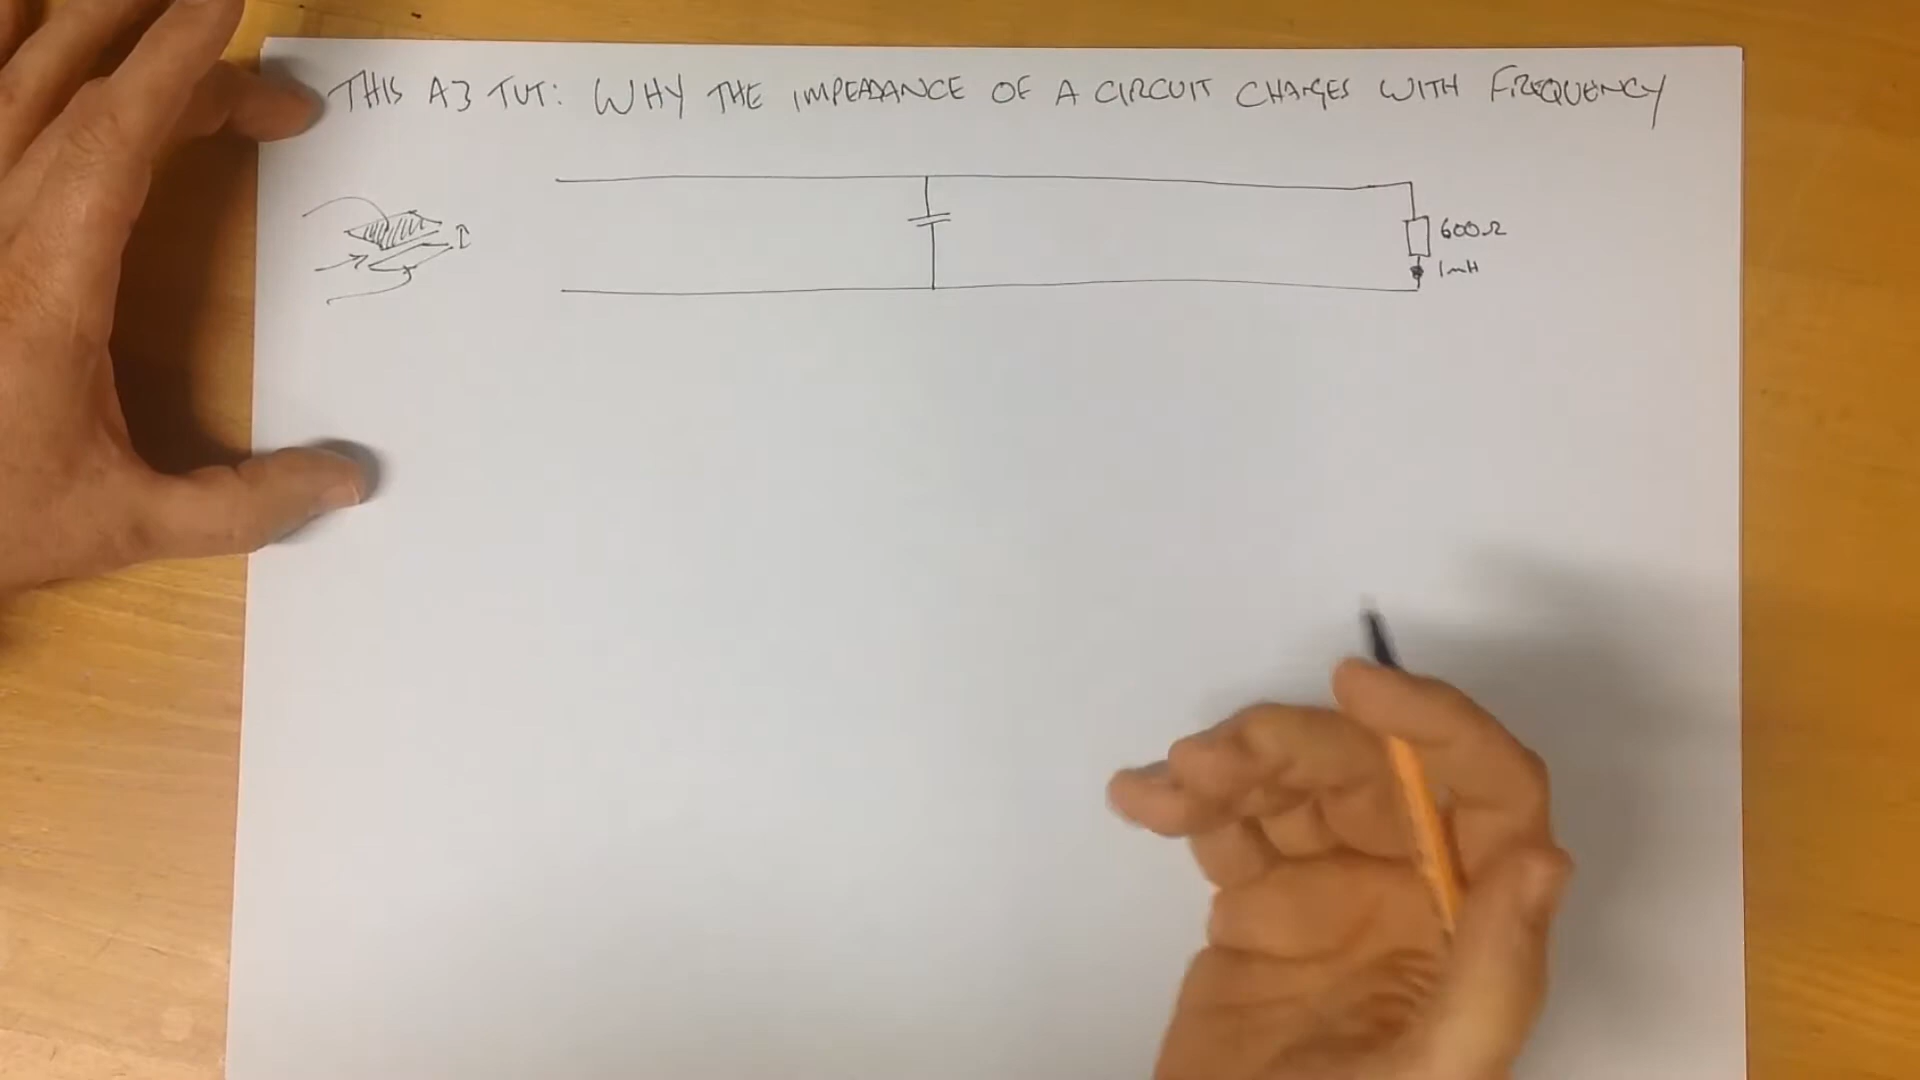 THIS A3 TUT: WHY THE IMPEDANCE OF A CIRCUIT CHANGES WITH FREQUENCY
600Ω
1mH